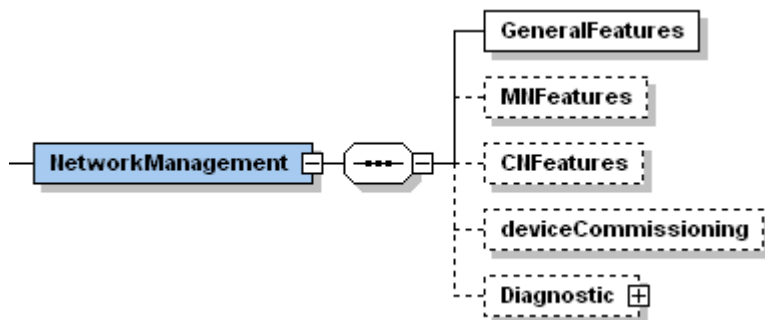 GeneralFeatures
MNFeatures
NetworkManagement
CNFeatures
deviceCommissioning
Diagnostic